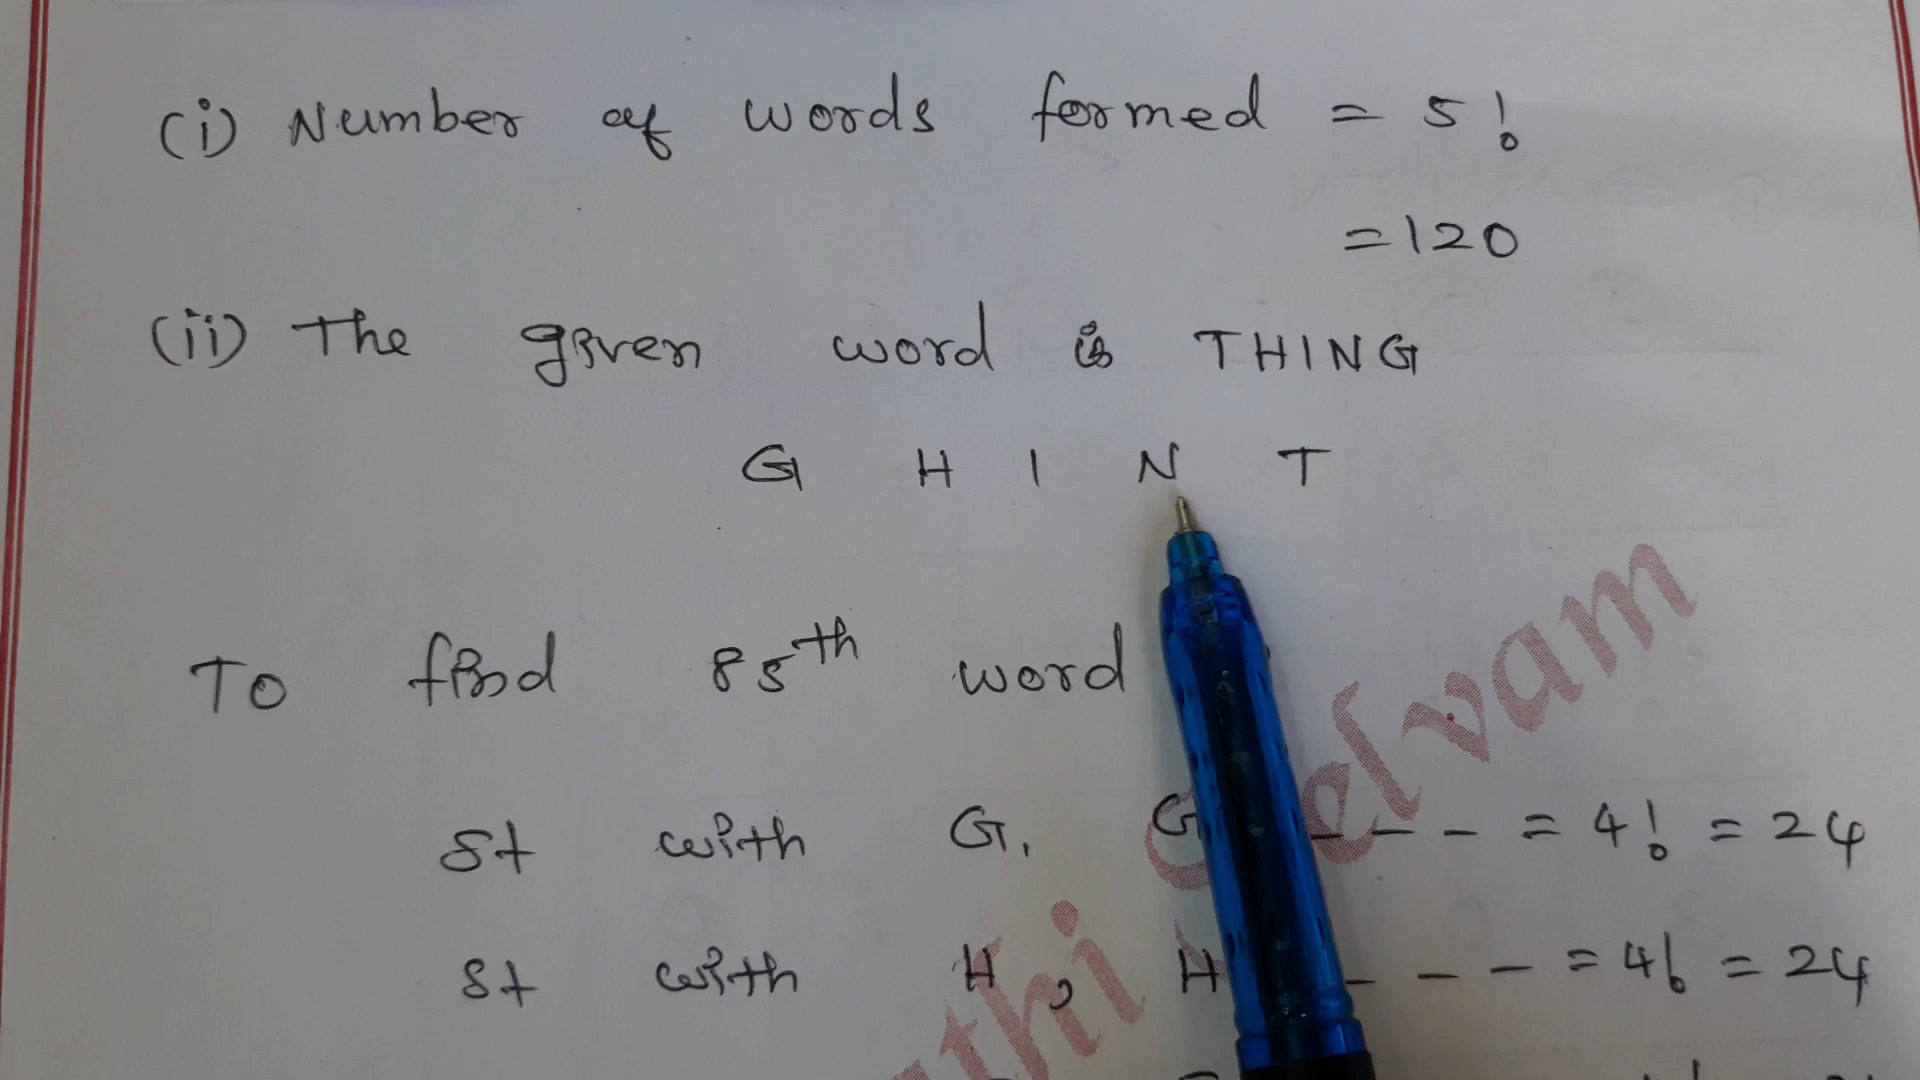 (i) Number of words formed = 5!
= 120
(ii) The given word is THING
G H I N T
To find 85th word
St with G, G - - - = 4! = 24
St with H, H - - - = 4! = 24